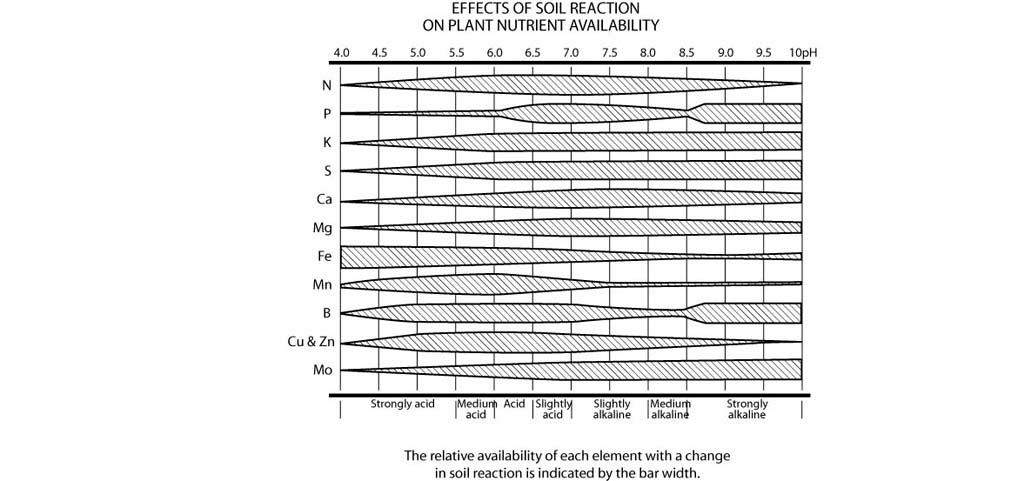 EFFECTS OF SOIL REACTION
ON PLANT NUTRIENT AVAILABILITY
4.0 4.5 5.0 5.5 6.0 6.5 7.0 7.5 8.0 8.5 9.0 9.5 10pH
N
P
K
S
Ca
Mg
Fe
Mn
B
Cu & Zn
Mo
Strongly acid Medium Acid Slightly Slightly Medium Strongly
acid acid alkaline alkaline alkaline
The relative availability of each element with a change
in soil reaction is indicated by the bar width.